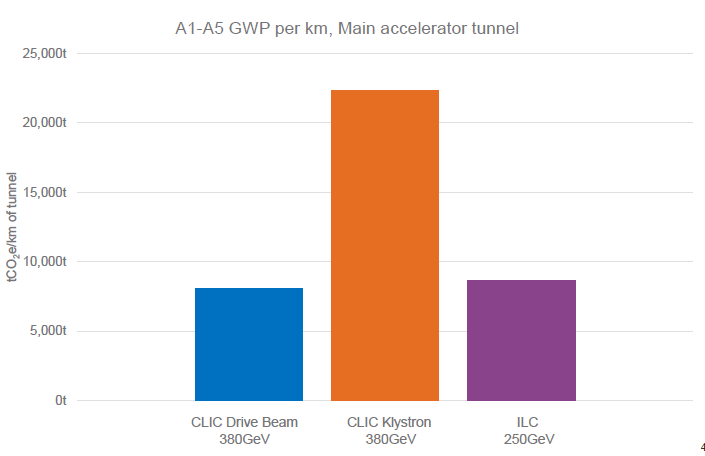 A1-A5 GWP per km, Main accelerator tunnel
25,000t
20,000t
15,000t
10,000t
5,000t
0t
tCO₂e/km of tunnel
CLIC Drive Beam
380GeV
CLIC Klystron
380GeV
ILC
250GeV
4